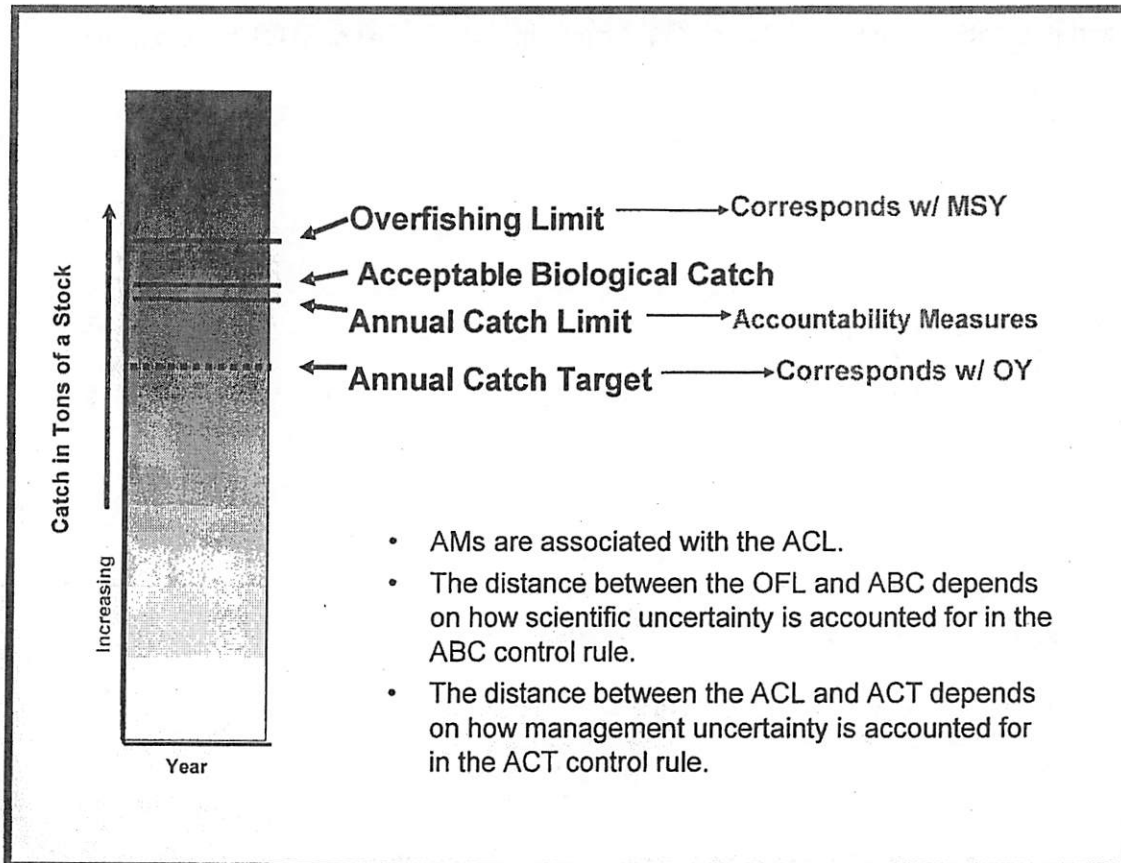 Catch in Tons of a Stock
Increasing
Year
Overfishing Limit
Corresponds w/ MSY
Acceptable Biological Catch
Annual Catch Limit
Accountability Measures
Annual Catch Target
Corresponds w/ OY
• AMs are associated with the ACL.
• The distance between the OFL and ABC depends
on how scientific uncertainty is accounted for in the
ABC control rule.
• The distance between the ACL and ACT depends
on how management uncertainty is accounted for
in the ACT control rule.